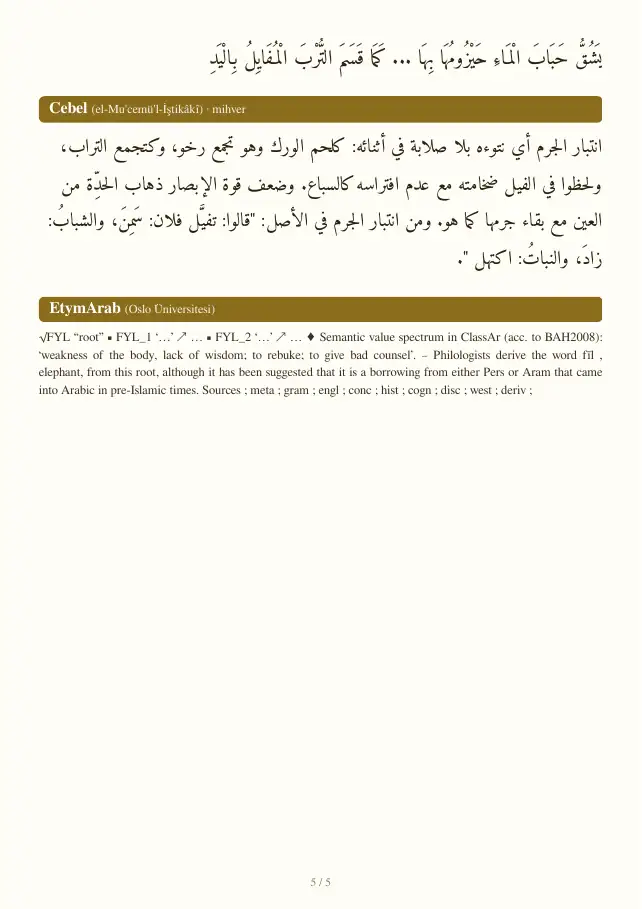 يَشُقُّ حَبَابَ الْمَاءِ حَيْزُومُهَا بِهَا ... كَمَا قَسَمَ التُّرْبَ الْمُفَايِلُ بِالْيَدِ
Cebel (el-Mu'cemü'l-İştikâkî) · mihver
انتبار الجرم أي نتوءه بلا صلابة في أثنائه: كلحم الورك وهو تجمع رخو، وكتجمع التراب،
ولحظوا في الفيل ضخامته مع عدم افتراسه كالسباع. وضعف قوة الإبصار ذهاب الحدّة من
العين مع بقاء جرمها كما هو. ومن انتبار الجرم في الأصل: "قالوا: تفيَّل فلان: سَمِنَ، والشبابُ:
زادَ، والنباتُ: اكتهل ".
EtymArab (Oslo Üniversitesi)
√FYL “root” ▪ FYL_1 ‘…’ ↗ … ▪ FYL_2 ‘…’ ↗ … ♦ Semantic value spectrum in ClassAr (acc. to BAH2008):
‘weakness of the body, lack of wisdom; to rebuke; to give bad counsel’. – Philologists derive the word fīl ,
elephant, from this root, although it has been suggested that it is a borrowing from either Pers or Aram that came
into Arabic in pre-Islamic times. Sources ; meta ; gram ; engl ; conc ; hist ; cogn ; disc ; west ; deriv ;
5 / 5